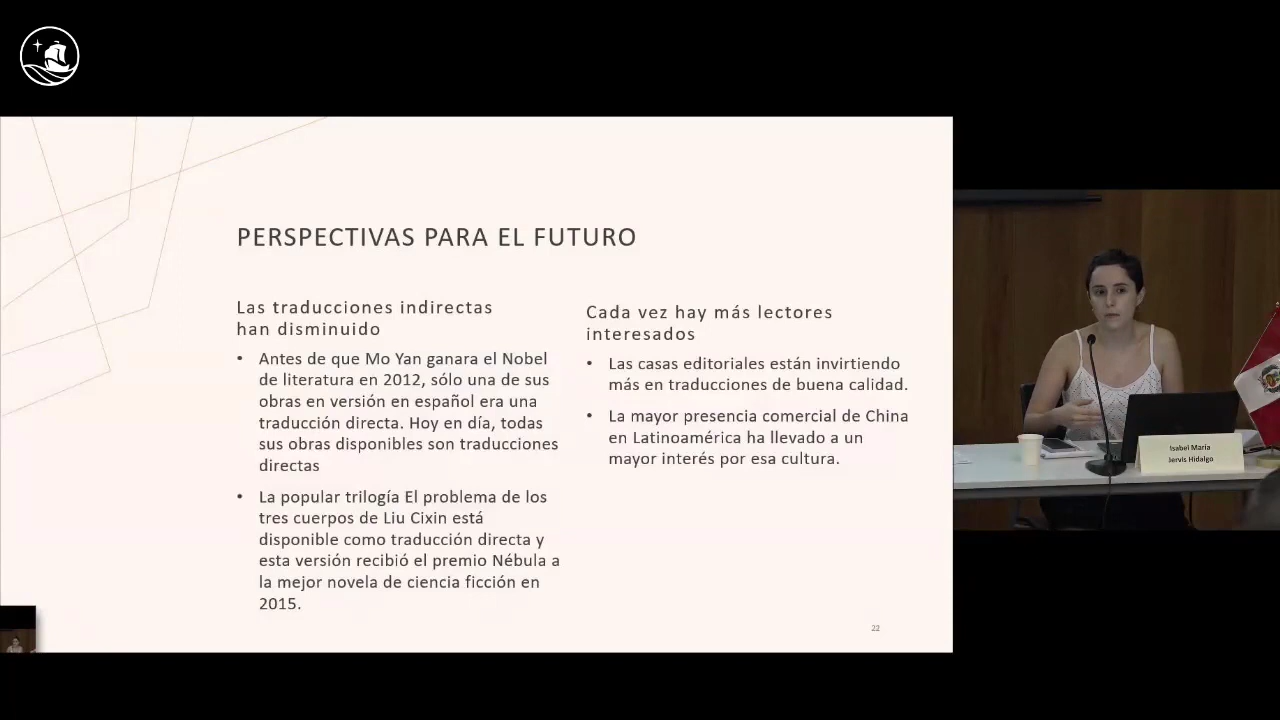 PERSPECTIVAS PARA EL FUTURO
Las traducciones indirectas
han disminuido
• Antes de que Mo Yan ganara el Nobel
de literatura en 2012, sólo una de sus
obras en versión en español era una
traducción directa. Hoy en día, todas
sus obras disponibles son traducciones
directas
• La popular trilogía El problema de los
tres cuerpos de Liu Cixin está
disponible como traducción directa y
esta versión recibió el premio Nébula a
la mejor novela de ciencia ficción en
2015.
Cada vez hay más lectores
interesados
• Las casas editoriales están invirtiendo
más en traducciones de buena calidad.
• La mayor presencia comercial de China
en Latinoamérica ha llevado a un
mayor interés por esa cultura.
22
Isabel María
Jervis Hidalgo